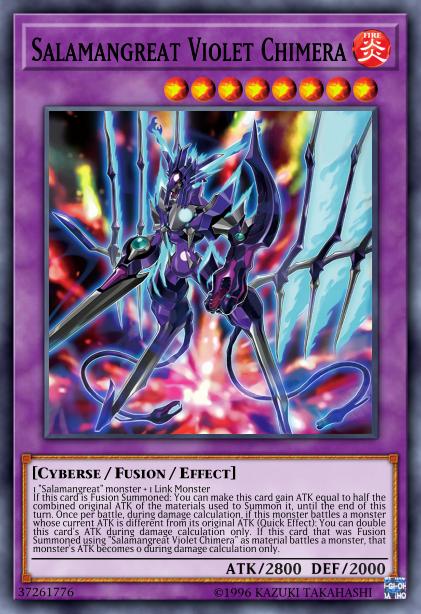 SALAMANGREAT VIOLET CHIMERA
FIRE
炎
[CYBERSE / FUSION / EFFECT]
1 "Salamangreat" monster + 1 Link Monster
If this card is Fusion Summoned: You can make this card gain ATK equal to half the
combined original ATK of the materials used to Summon it, until the end of this
turn. Once per battle, during damage calculation, if this monster battles a monster
whose current ATK is different from its original ATK (Quick Effect): You can double
this card's ATK during damage calculation only. If this card that was Fusion
Summoned using "Salamangreat Violet Chimera" as material battles a monster, that
monster's ATK becomes 0 during damage calculation only.
ATK/2800 DEF/2000
37261776
©1996 KAZUKI TAKAHASHI